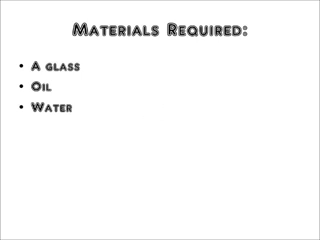 Materials Required:
• A glass
• Oil
• Water